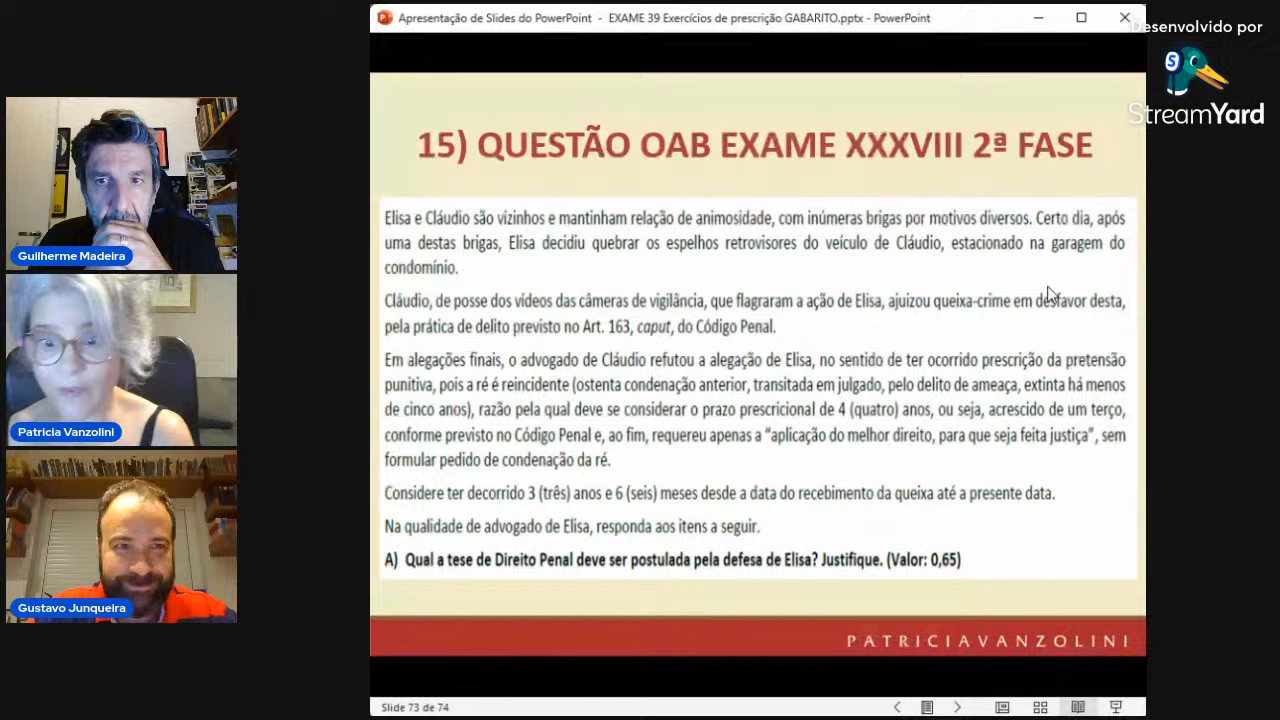 Apresentação de Slides do PowerPoint - EXAME 39 Exercícios de prescrição GABARITO.pptx - PowerPoint
Desenvolvido por
S
StreamYard
Guilherme Madeira
Patricia Vanzolini
Gustavo Junqueira
15) QUESTÃO OAB EXAME XXXVIII 2ª FASE
Elisa e Cláudio são vizinhos e mantinham relação de animosidade, com inúmeras brigas por motivos diversos. Certo dia, após
uma destas brigas, Elisa decidiu quebrar os espelhos retrovisores do veículo de Cláudio, estacionado na garagem do
condomínio.
Cláudio, de posse dos vídeos das câmeras de vigilância, que flagraram a ação de Elisa, ajuizou queixa-crime em desfavor desta,
pela prática de delito previsto no Art. 163, caput, do Código Penal.
Em alegações finais, o advogado de Cláudio refutou a alegação de Elisa, no sentido de ter ocorrido prescrição da pretensão
punitiva, pois a ré é reincidente (ostenta condenação anterior, transitada em julgado, pelo delito de ameaça, extinta há menos
de cinco anos), razão pela qual deve se considerar o prazo prescricional de 4 (quatro) anos, ou seja, acrescido de um terço,
conforme previsto no Código Penal e, ao fim, requereu apenas a “aplicação do melhor direito, para que seja feita justiça”, sem
formular pedido de condenação da ré.
Considere ter decorrido 3 (três) anos e 6 (seis) meses desde a data do recebimento da queixa até a presente data.
Na qualidade de advogado de Elisa, responda aos itens a seguir.
A) Qual a tese de Direito Penal deve ser postulada pela defesa de Elisa? Justifique. (Valor: 0,65)
PATRICIAVANZOLINI
Slide 73 de 74